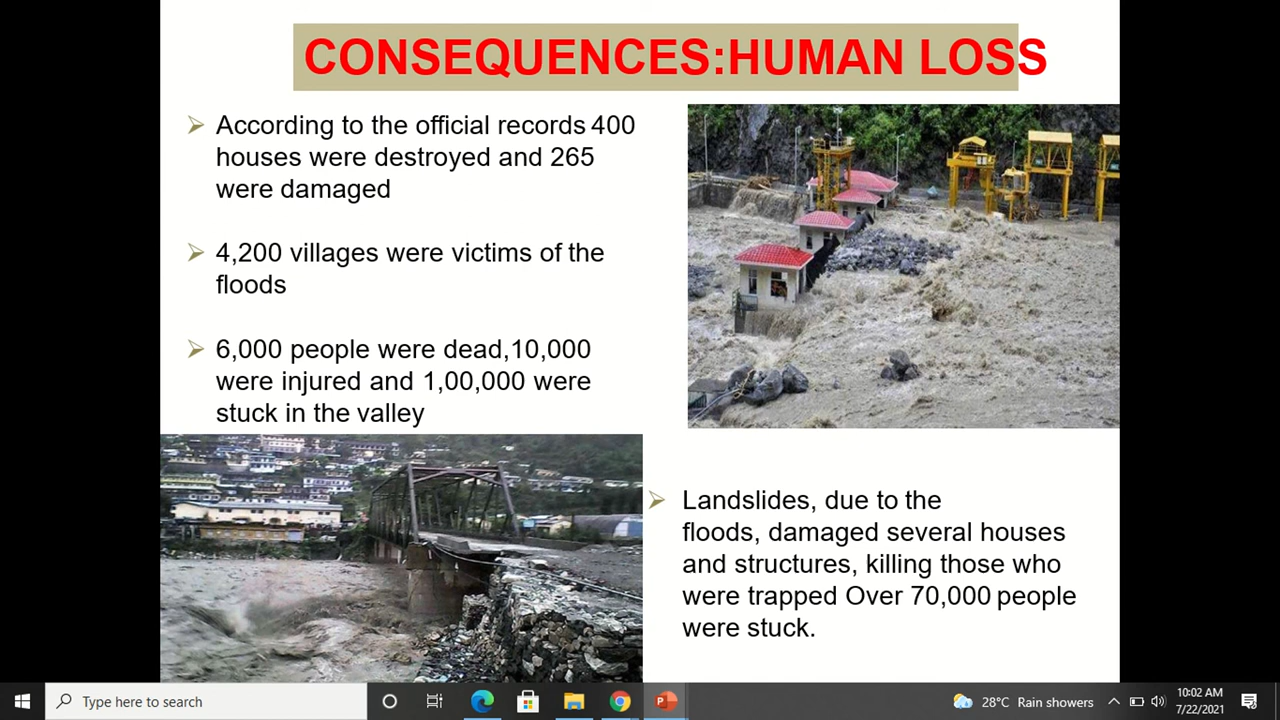 CONSEQUENCES:HUMAN LOSS
According to the official records 400
houses were destroyed and 265
were damaged
4,200 villages were victims of the
floods
6,000 people were dead,10,000
were injured and 1,00,000 were
stuck in the valley
Landslides, due to the
floods, damaged several houses
and structures, killing those who
were trapped Over 70,000 people
were stuck.
Type here to search
28°C Rain showers
10:02 AM
7/22/2021